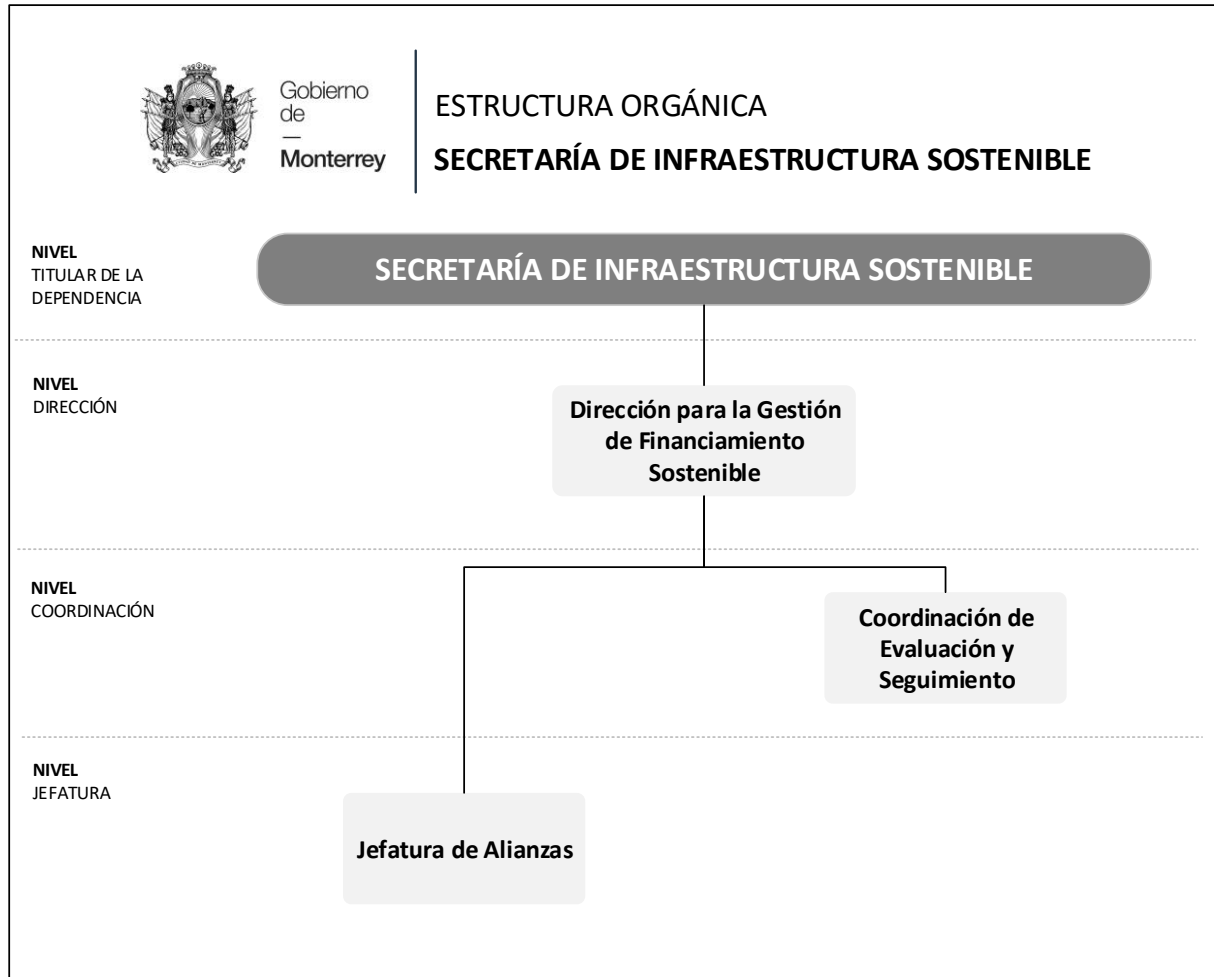 Gobierno
de
—
Monterrey
ESTRUCTURA ORGÁNICA
SECRETARÍA DE INFRAESTRUCTURA SOSTENIBLE
NIVEL
TITULAR DE LA
DEPENDENCIA
SECRETARÍA DE INFRAESTRUCTURA SOSTENIBLE
NIVEL
DIRECCIÓN
Dirección para la Gestión
de Financiamiento
Sostenible
NIVEL
COORDINACIÓN
Coordinación de
Evaluación y
Seguimiento
NIVEL
JEFATURA
Jefatura de Alianzas